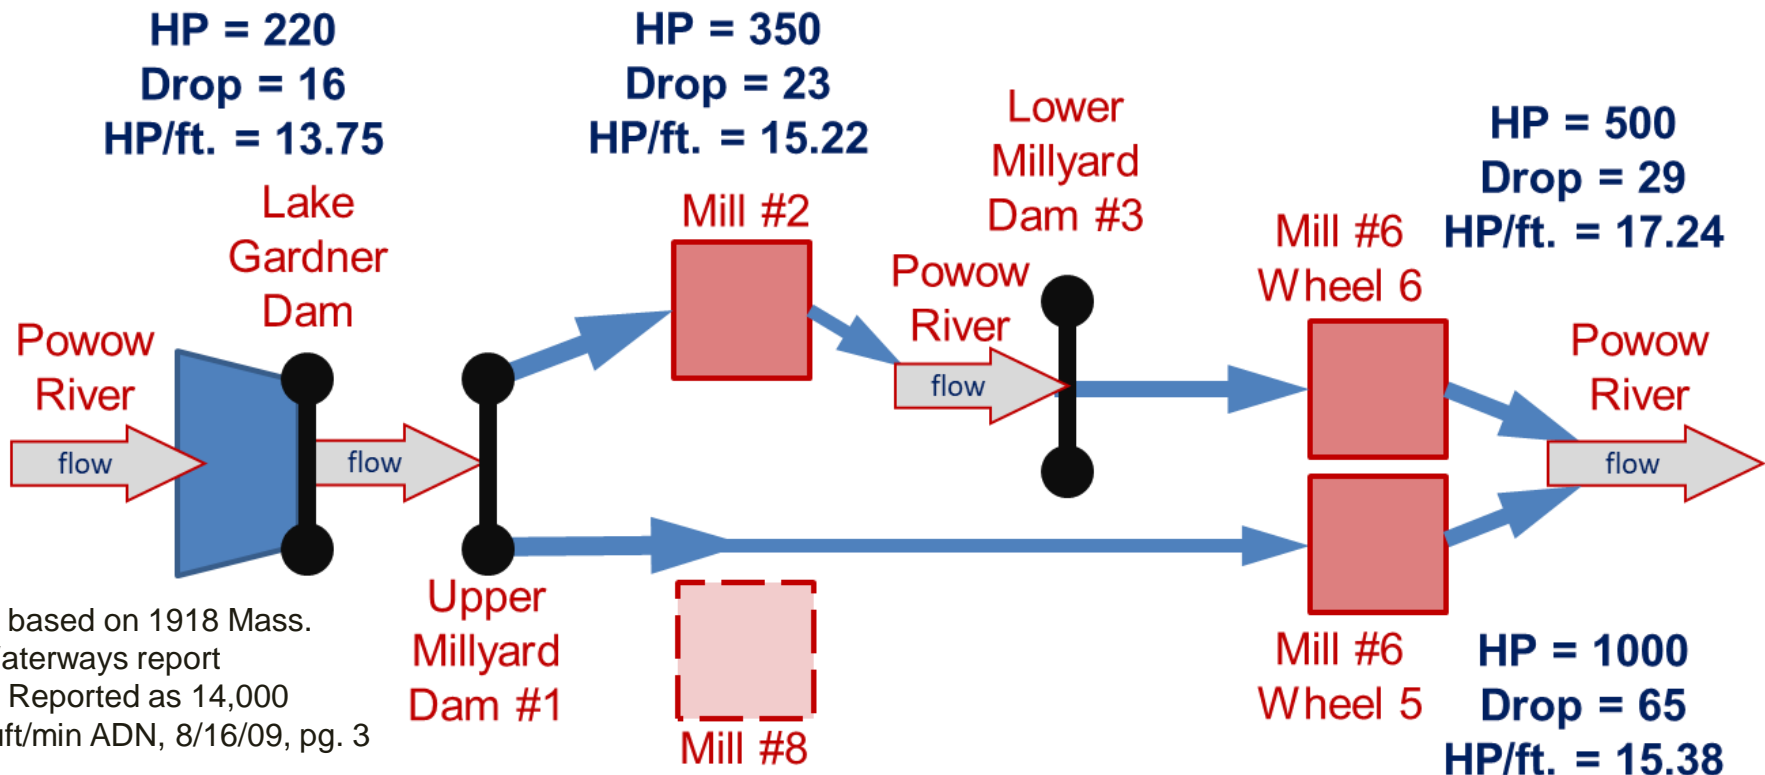 HP = 220
Drop = 16
HP/ft. = 13.75
HP = 350
Drop = 23
HP/ft. = 15.22
Lower
Millyard
Dam #3
HP = 500
Drop = 29
HP/ft. = 17.24
Lake
Gardner
Dam
Mill #2
Mill #6
Wheel 6
Powow
River
Powow
River
Powow
River
flow
flow
flow
flow
Upper
Millyard
Dam #1
Mill #8
Mill #6
Wheel 5
HP = 1000
Drop = 65
HP/ft. = 15.38
based on 1918 Mass.
report
Reported as 14,000
ADN, 8/16/09, pg. 3